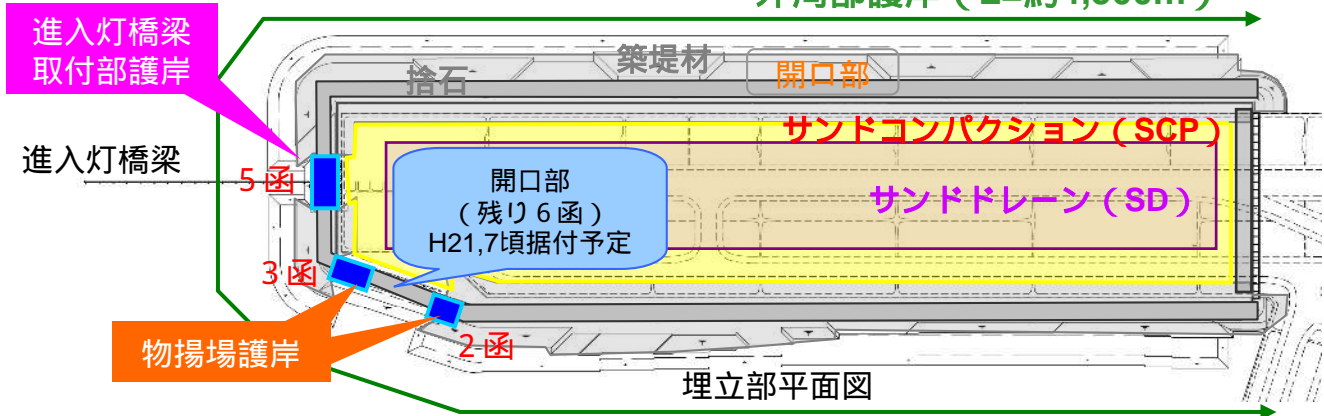 進入灯橋梁
取付部護岸
捨石
築堤材
開口部
サンドコンパクション(SCP)
進入灯橋梁
5函
開口部
(残り6函)
H21,7頃据付予定
サンドドレーン(SD)
3函
物揚場護岸
2函
埋立部平面図